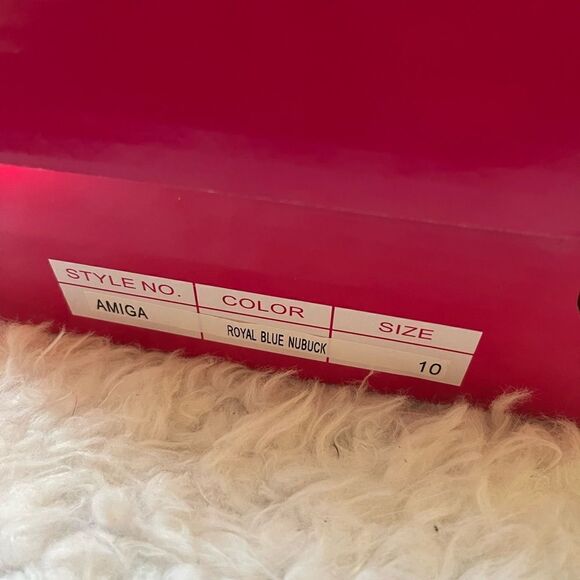 STYLE NO. COLOR SIZE
AMIGA ROYAL BLUE NUBUCK 10